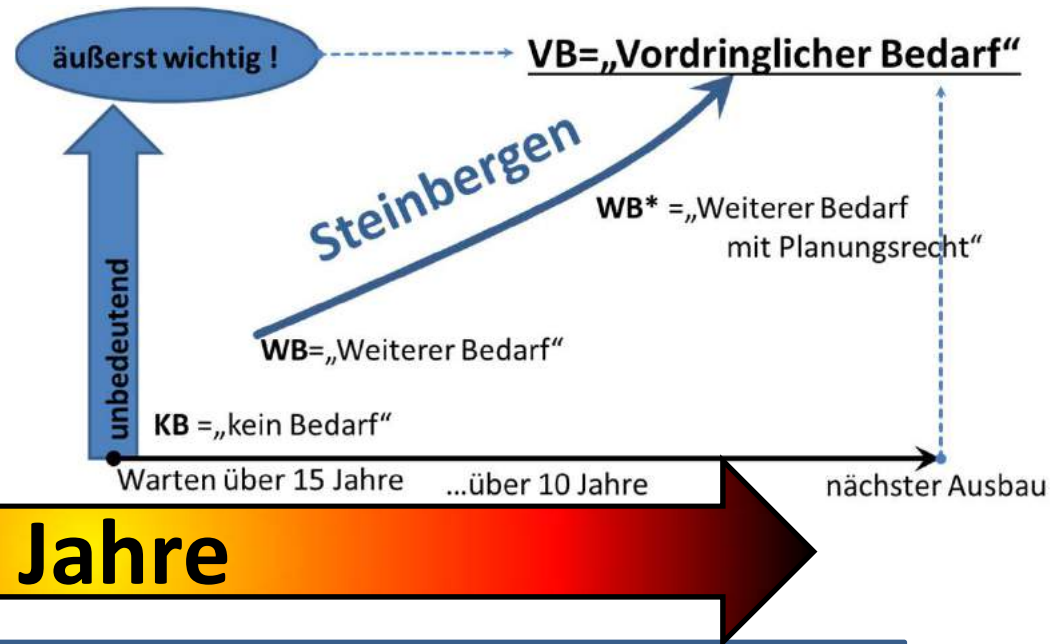 äußerst wichtig !
VB=„Vordringlicher Bedarf“
Steinbergen
WB* =„Weiterer Bedarf
mit Planungsrecht“
unbedeutend
WB=„Weiterer Bedarf“
KB =„kein Bedarf“
Warten über 15 Jahre
...über 10 Jahre
nächster Ausbau
Jahre